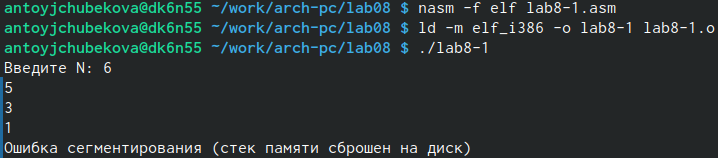 antoyjchubekova@dk6n55 ~/work/arch-pc/lab08 $ nasm -f elf lab8-1.asm
antoyjchubekova@dk6n55 ~/work/arch-pc/lab08 $ ld -m elf_i386 -o lab8-1 lab8-1.o
antoyjchubekova@dk6n55 ~/work/arch-pc/lab08 $ ./lab8-1
Введите N: 6
5
3
1
Ошибка сегментирования (стек памяти сброшен на диск)